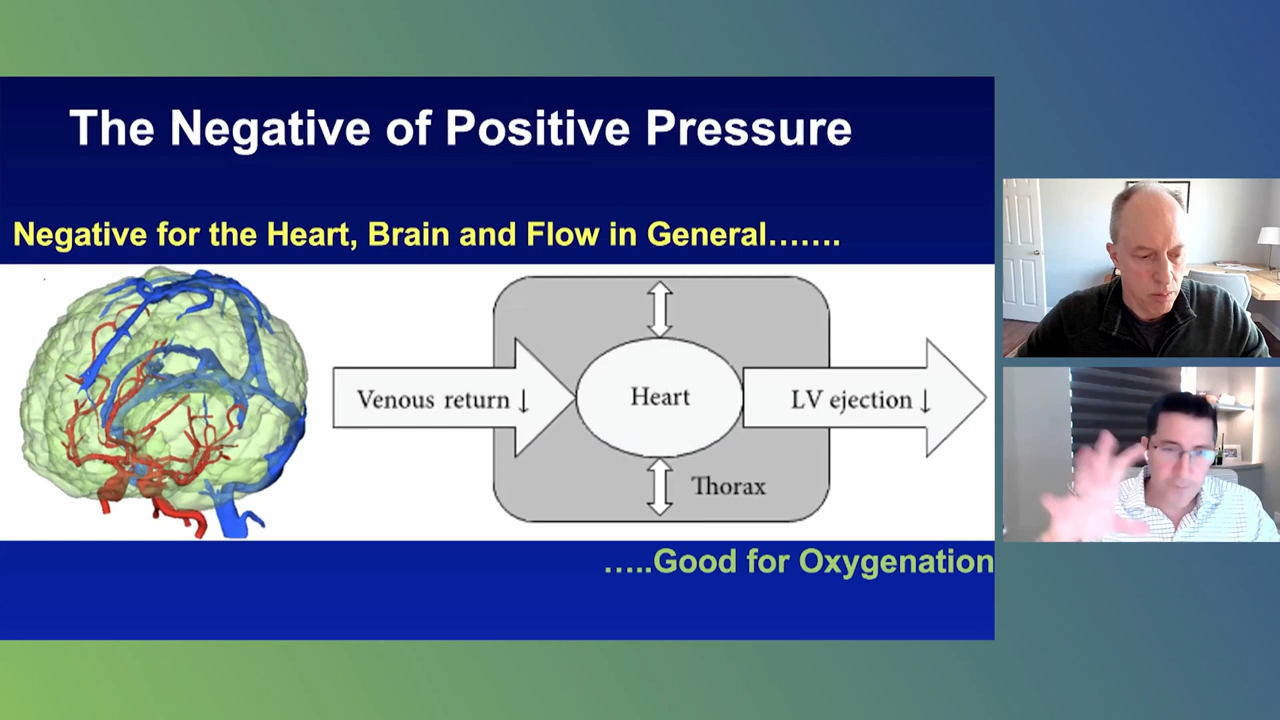 The Negative of Positive Pressure
Negative for the Heart, Brain and Flow in General…….
Venous return ↓
Heart
LV ejection ↓
Thorax
…..Good for Oxygenation